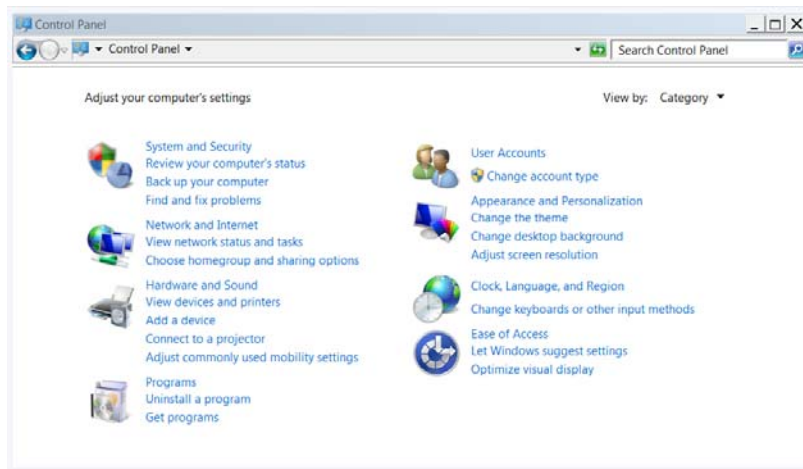 Control Panel
Control Panel
Search Control Panel
Adjust your computer's settings
View by: Category
System and Security
Review your computer's status
Back up your computer
Find and fix problems
Network and Internet
View network status and tasks
Choose homegroup and sharing options
Hardware and Sound
View devices and printers
Add a device
Connect to a projector
Adjust commonly used mobility settings
Programs
Uninstall a program
Get programs
User Accounts
Change account type
Appearance and Personalization
Change the theme
Change desktop background
Adjust screen resolution
Clock, Language, and Region
Change keyboards or other input methods
Ease of Access
Let Windows suggest settings
Optimize visual display